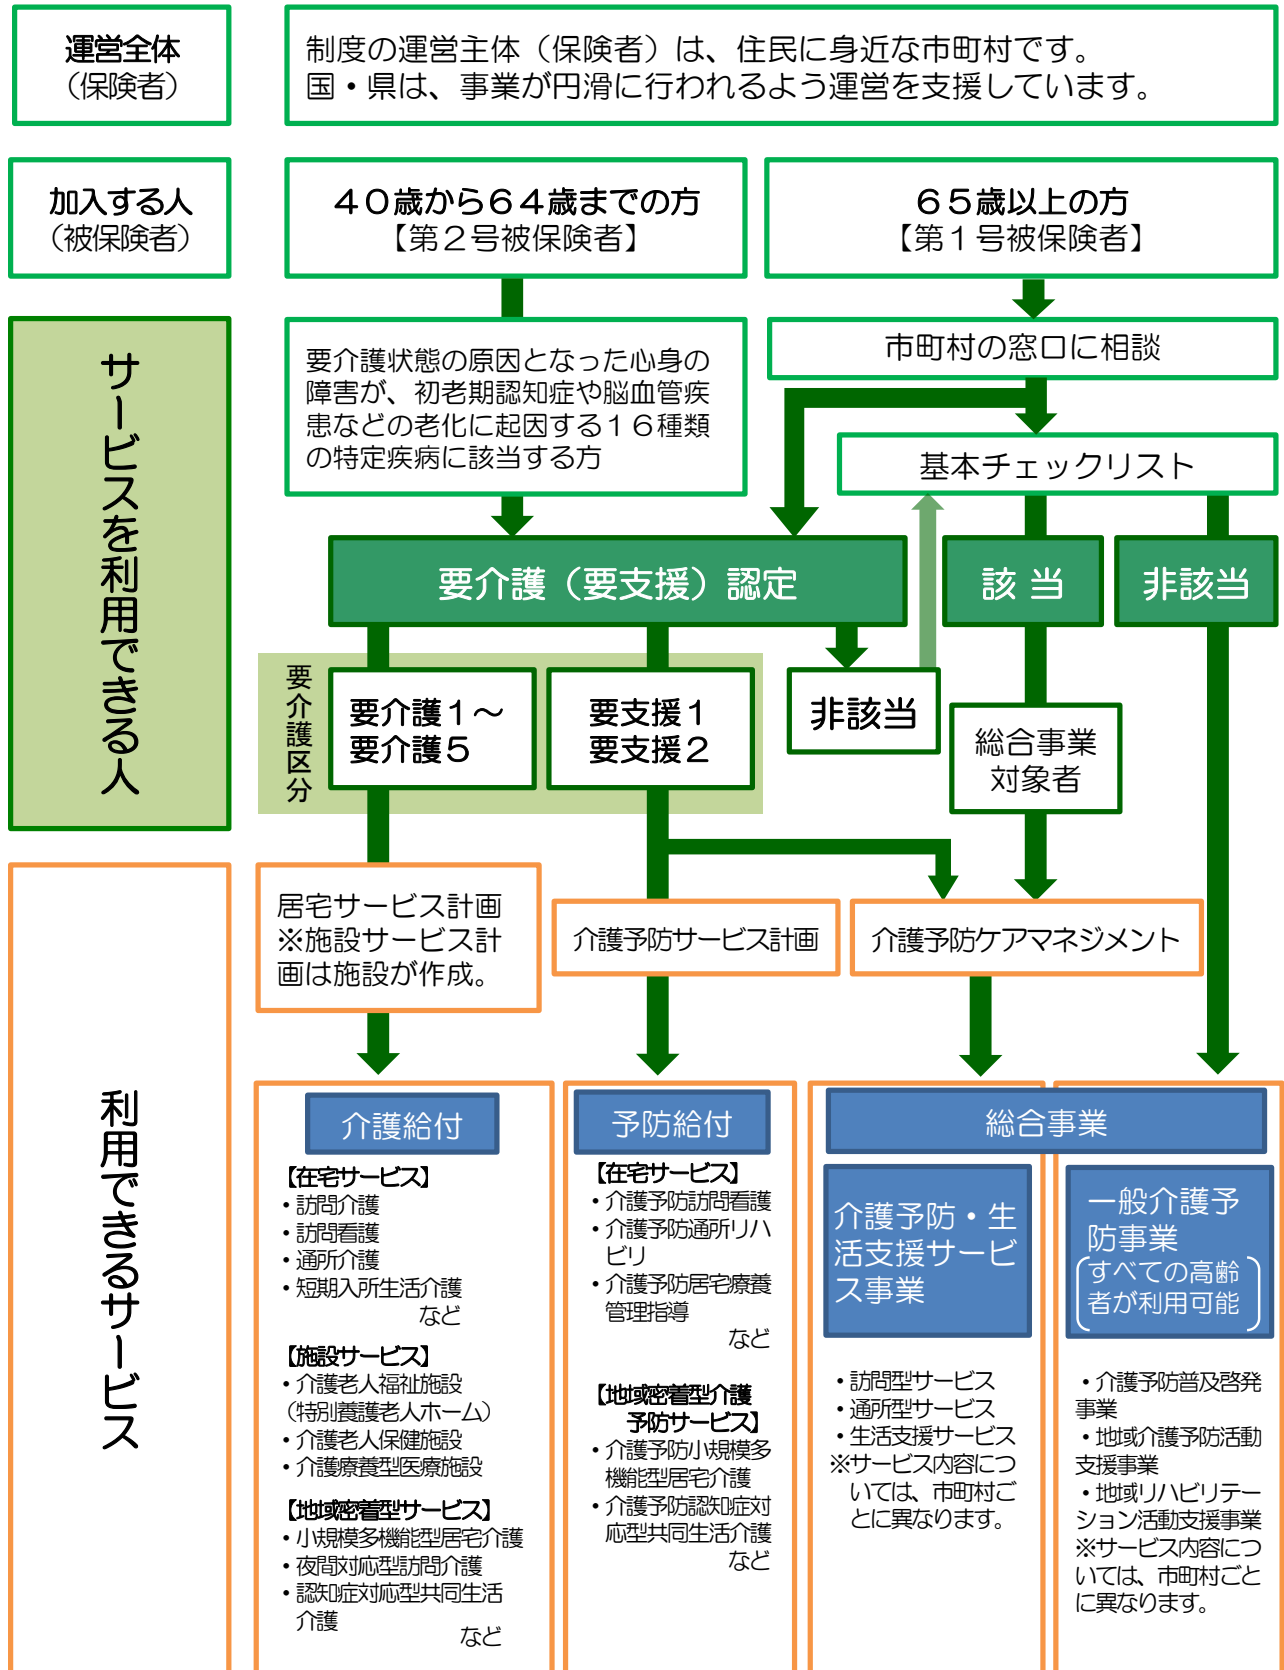 運営全体
（保険者）
制度の運営主体（保険者）は、住民に身近な市町村です。
国・県は、事業が円滑に行われるよう運営を支援しています。
加入する人
（被保険者）
４０歳から６４歳までの方
【第２号被保険者】
６５歳以上の方
【第１号被保険者】
サービスを利用できる人
要介護状態の原因となった心身の
障害が、初老期認知症や脳血管疾
患などの老化に起因する１６種類
の特定疾病に該当する方
市町村の窓口に相談
基本チェックリスト
要介護（要支援）認定
該 当
非該当
要介護区分
要介護１～
要介護５
要支援１
要支援２
非該当
総合事業
対象者
利用できるサービス
居宅サービス計画
※施設サービス計
画は施設が作成。
介護予防サービス計画
介護予防ケアマネジメント
介護給付
【在宅サービス】
・訪問介護
・訪問看護
・通所介護
・短期入所生活介護
など
【施設サービス】
・介護老人福祉施設
（特別養護老人ホーム）
・介護老人保健施設
・介護療養型医療施設
【地域密着型サービス】
・小規模多機能型居宅介護
・夜間対応型訪問介護
・認知症対応型共同生活
介護
など
予防給付
【在宅サービス】
・介護予防訪問看護
・介護予防通所リハ
ビリ
・介護予防居宅療養
管理指導
など
【地域密着型介護
予防サービス】
・介護予防小規模多
機能型居宅介護
・介護予防認知症対
応型共同生活介護
など
総合事業
介護予防・生
活支援サービ
ス事業
・訪問型サービス
・通所型サービス
・生活支援サービス
※サービス内容につ
いては、市町村ご
とに異なります。
一般介護予
防事業
（すべての高齢
者が利用可能）
・介護予防普及啓発
事業
・地域介護予防活動
支援事業
・地域リハビリテー
ション活動支援事業
※サービス内容につ
いては、市町村ごと
に異なります。